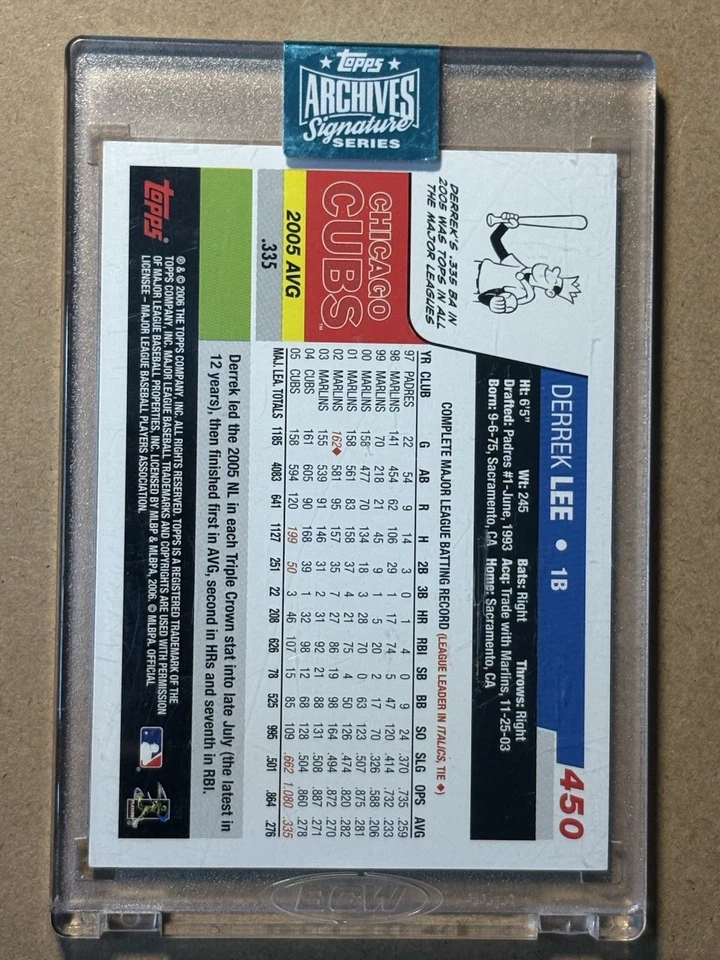 Topps
ARCHIVES
Signature
SERIES
DERREK LEE • 1B
450
Ht: 6'5" Wt: 245 Bats: Right Throws: Right
Drafted: Padres #1-June, 1993 Acq: Trade with Marlins, 11-25-03
Born: 9-6-75, Sacramento, CA Home: Sacramento, CA
DERREK'S .335 BA IN
2005 WAS TOPS IN ALL
THE MAJOR LEAGUES
CHICAGO
CUBS™
2005 AVG
.335
COMPLETE MAJOR LEAGUE BATTING RECORD (LEAGUE LEADER IN ITALICS, TIE ♦)
YR CLUB G AB R H 2B 3B HR RBI SB BB SO SLG OPS AVG
97 PADRES 22 54 9 14 3 0 1 4 0 9 24 .370 .735 .259
98 MARLINS 141 454 62 106 29 1 17 74 5 47 120 .414 .732 .233
99 MARLINS 70 218 21 45 9 1 5 20 2 17 70 .326 .588 .206
00 MARLINS 158 477 70 134 18 3 28 70 0 63 123 .507 .875 .281
01 MARLINS 158 561 83 158 37 4 21 75 4 50 126 .474 .820 .282
02 MARLINS 162♦ 581 95 157 35 7 27 86 19 98 164 .494 .872 .270
03 MARLINS 155 539 91 146 31 2 31 92 21 88 131 .508 .887 .271
04 CUBS 161 605 90 168 39 1 32 98 12 68 128 .504 .860 .278
05 CUBS 158 594 120 199 50 3 46 107 15 85 109 .662 1.080 .335
MAJ. LEA. TOTALS 1185 4083 641 1127 251 22 208 626 78 525 995 .501 .864 .276
Derrek led the 2005 NL in each Triple Crown stat into late July (the latest in
12 years), then finished first in AVG, second in HRs and seventh in RBI.
topps
® & © 2006 THE TOPPS COMPANY, INC. ALL RIGHTS RESERVED. TOPPS IS A REGISTERED TRADEMARK OF THE
TOPPS COMPANY, INC. MAJOR LEAGUE BASEBALL TRADEMARKS AND COPYRIGHTS ARE USED WITH PERMISSION
OF MAJOR LEAGUE BASEBALL PROPERTIES, INC. LICENSED BY MLBP & MLBPA, 2006. © MLBPA, OFFICIAL
LICENSEE – MAJOR LEAGUE BASEBALL PLAYERS ASSOCIATION.
BCW